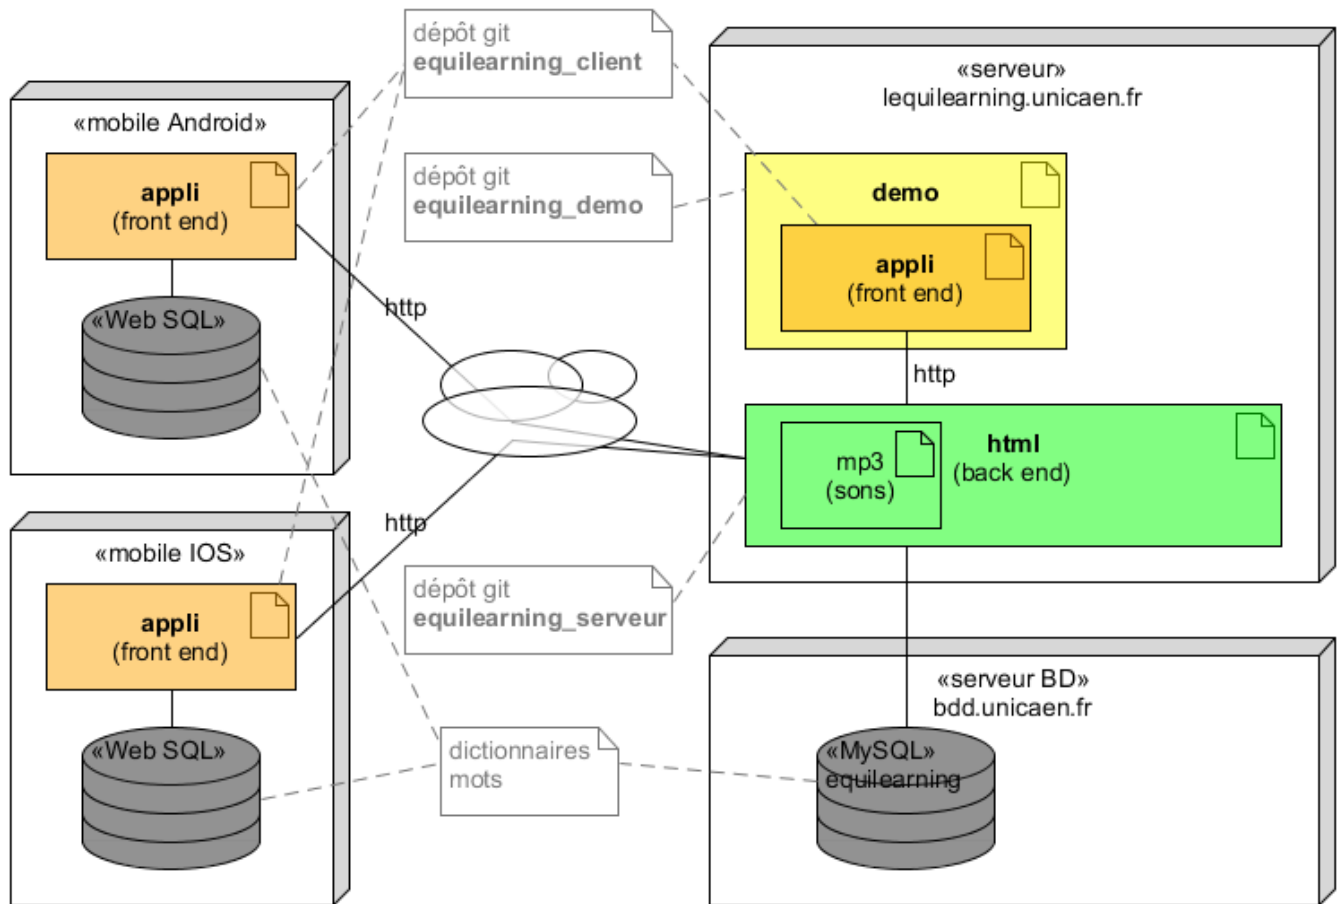 dépôt git
equilearning_client
«serveur»
lequilearning.unicaen.fr
«mobile Android»
appli
(front end)
dépôt git
equilearning_demo
demo
appli
(front end)
«Web SQL»
http
http
html
(back end)
mp3
(sons)
http
«mobile IOS»
dépôt git
equilearning_serveur
appli
(front end)
«serveur BD»
bdd.unicaen.fr
«Web SQL»
dictionnaires
mots
«MySQL»
equilearning